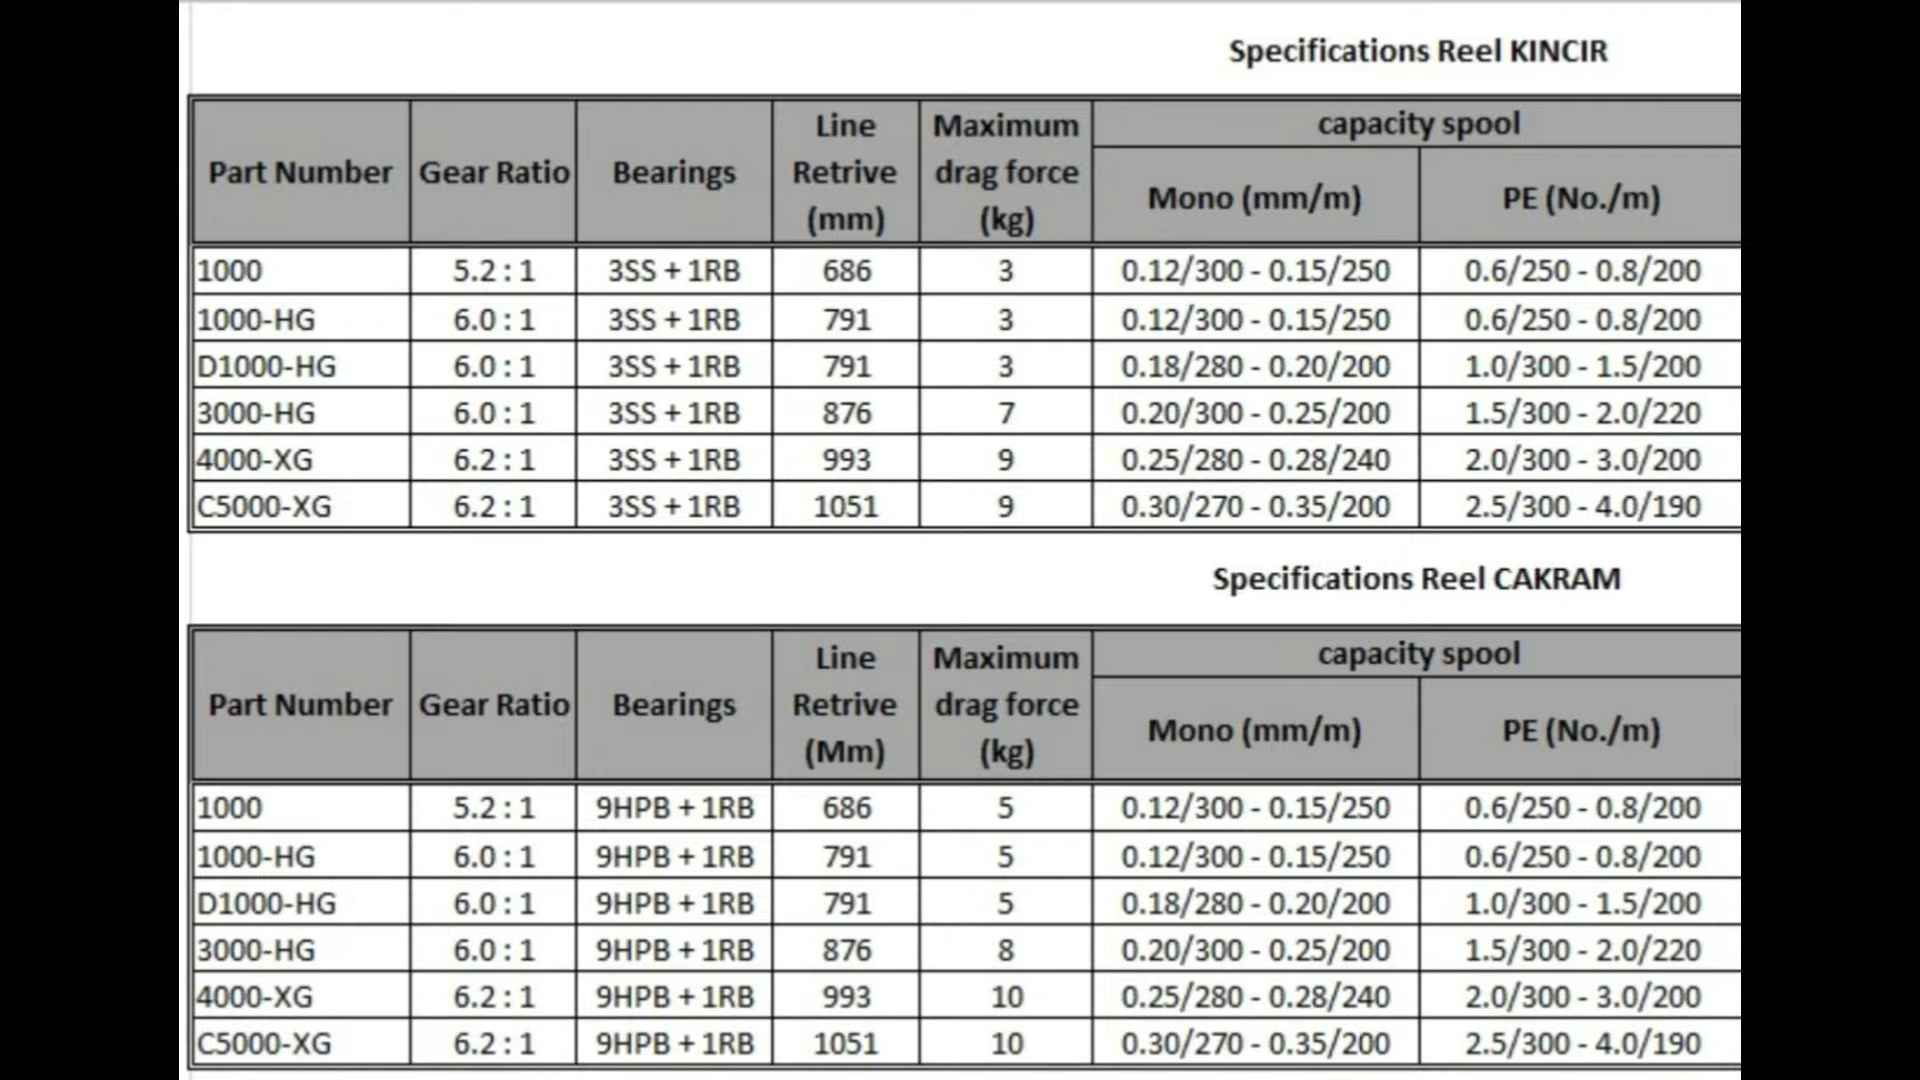 Specifications Reel KINCIR
Part Number Gear Ratio Bearings Line Retrive (mm) Maximum drag force (kg) capacity spool
Mono (mm/m) PE (No./m)
1000 5.2 : 1 3SS + 1RB 686 3 0.12/300 - 0.15/250 0.6/250 - 0.8/200
1000-HG 6.0 : 1 3SS + 1RB 791 3 0.12/300 - 0.15/250 0.6/250 - 0.8/200
D1000-HG 6.0 : 1 3SS + 1RB 791 3 0.18/280 - 0.20/200 1.0/300 - 1.5/200
3000-HG 6.0 : 1 3SS + 1RB 876 7 0.20/300 - 0.25/200 1.5/300 - 2.0/220
4000-XG 6.2 : 1 3SS + 1RB 993 9 0.25/280 - 0.28/240 2.0/300 - 3.0/200
C5000-XG 6.2 : 1 3SS + 1RB 1051 9 0.30/270 - 0.35/200 2.5/300 - 4.0/190
Specifications Reel CAKRAM
Part Number Gear Ratio Bearings Line Retrive (Mm) Maximum drag force (kg) capacity spool
Mono (mm/m) PE (No./m)
1000 5.2 : 1 9HPB + 1RB 686 5 0.12/300 - 0.15/250 0.6/250 - 0.8/200
1000-HG 6.0 : 1 9HPB + 1RB 791 5 0.12/300 - 0.15/250 0.6/250 - 0.8/200
D1000-HG 6.0 : 1 9HPB + 1RB 791 5 0.18/280 - 0.20/200 1.0/300 - 1.5/200
3000-HG 6.0 : 1 9HPB + 1RB 876 8 0.20/300 - 0.25/200 1.5/300 - 2.0/220
4000-XG 6.2 : 1 9HPB + 1RB 993 10 0.25/280 - 0.28/240 2.0/300 - 3.0/200
C5000-XG 6.2 : 1 9HPB + 1RB 1051 10 0.30/270 - 0.35/200 2.5/300 - 4.0/190